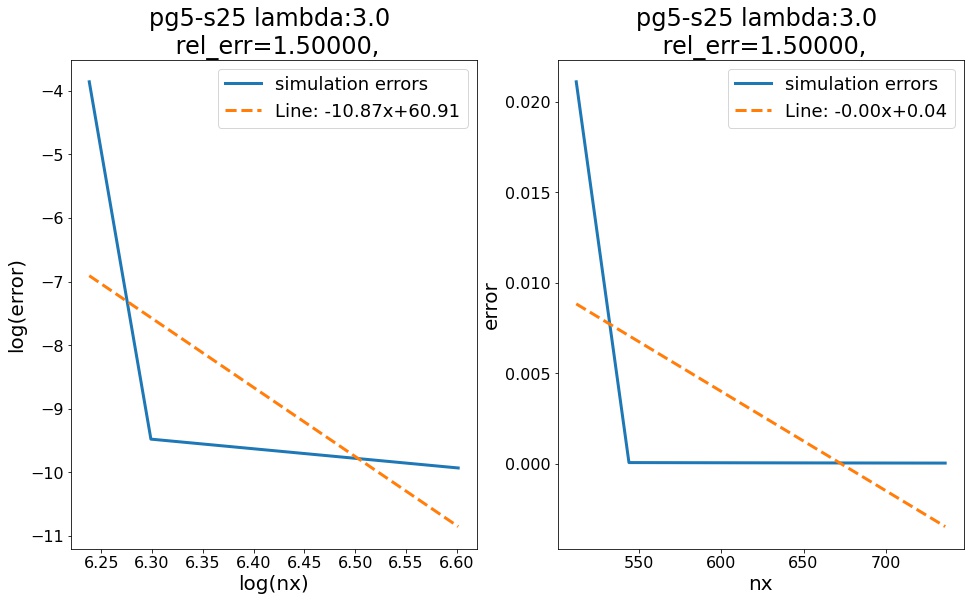 pg5-s25 lambda:3.0
rel_err=1.50000,
simulation errors
Line: -10.87x+60.91
log(error)
−4
−5
−6
−7
−8
−9
−10
−11
6.25 6.30 6.35 6.40 6.45 6.50 6.55 6.60
log(nx)
pg5-s25 lambda:3.0
rel_err=1.50000,
simulation errors
Line: -0.00x+0.04
error
0.020
0.015
0.010
0.005
0.000
550 600 650 700
nx